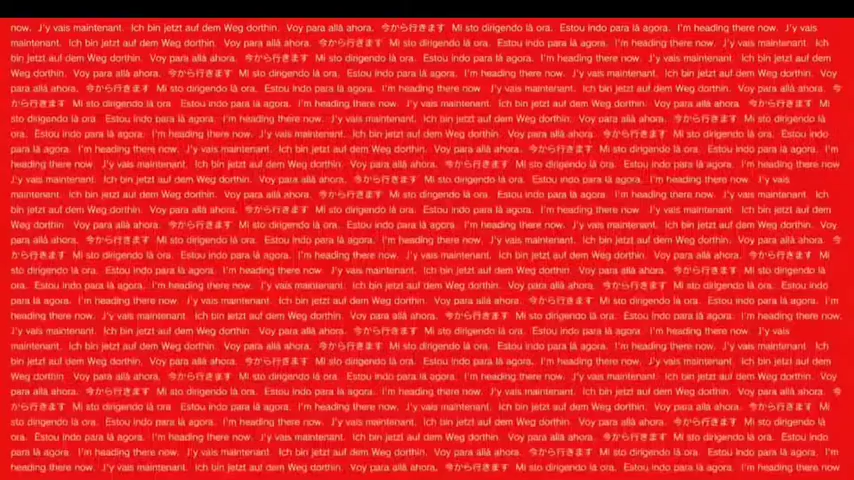 now.  J'y vais maintenant.  Ich bin jetzt auf dem Weg dorthin.  Voy para allá ahora.  今から行きます  Mi sto dirigendo là ora.  Estou indo para lá agora.  I'm heading there now.  J'y vais
maintenant.  Ich bin jetzt auf dem Weg dorthin.  Voy para allá ahora.  今から行きます  Mi sto dirigendo là ora.  Estou indo para lá agora.  I'm heading there now.  J'y vais maintenant.  Ich
bin jetzt auf dem Weg dorthin.  Voy para allá ahora.  今から行きます  Mi sto dirigendo là ora.  Estou indo para lá agora.  I'm heading there now.  J'y vais maintenant.  Ich bin jetzt auf dem
Weg dorthin.  Voy para allá ahora.  今から行きます  Mi sto dirigendo là ora.  Estou indo para lá agora.  I'm heading there now.  J'y vais maintenant.  Ich bin jetzt auf dem Weg dorthin.  Voy
para allá ahora.  今から行きます  Mi sto dirigendo là ora.  Estou indo para lá agora.  I'm heading there now.  J'y vais maintenant.  Ich bin jetzt auf dem Weg dorthin.  Voy para allá ahora.  今
から行きます  Mi sto dirigendo là ora.  Estou indo para lá agora.  I'm heading there now.  J'y vais maintenant.  Ich bin jetzt auf dem Weg dorthin.  Voy para allá ahora.  今から行きます  Mi
sto dirigendo là ora.  Estou indo para lá agora.  I'm heading there now.  J'y vais maintenant.  Ich bin jetzt auf dem Weg dorthin.  Voy para allá ahora.  今から行きます  Mi sto dirigendo là
ora.  Estou indo para lá agora.  I'm heading there now.  J'y vais maintenant.  Ich bin jetzt auf dem Weg dorthin.  Voy para allá ahora.  今から行きます  Mi sto dirigendo là ora.  Estou indo
para lá agora.  I'm heading there now.  J'y vais maintenant.  Ich bin jetzt auf dem Weg dorthin.  Voy para allá ahora.  今から行きます  Mi sto dirigendo là ora.  Estou indo para lá agora.  I'm
heading there now.  J'y vais maintenant.  Ich bin jetzt auf dem Weg dorthin.  Voy para allá ahora.  今から行きます  Mi sto dirigendo là ora.  Estou indo para lá agora.  I'm heading there now
J'y vais maintenant.  Ich bin jetzt auf dem Weg dorthin.  Voy para allá ahora.  今から行きます  Mi sto dirigendo là ora.  Estou indo para lá agora.  I'm heading there now.  J'y vais
maintenant.  Ich bin jetzt auf dem Weg dorthin.  Voy para allá ahora.  今から行きます  Mi sto dirigendo là ora.  Estou indo para lá agora.  I'm heading there now.  J'y vais maintenant.  Ich
bin jetzt auf dem Weg dorthin.  Voy para allá ahora.  今から行きます  Mi sto dirigendo là ora.  Estou indo para lá agora.  I'm heading there now.  J'y vais maintenant.  Ich bin jetzt auf dem
Weg dorthin.  Voy para allá ahora.  今から行きます  Mi sto dirigendo là ora.  Estou indo para lá agora.  I'm heading there now.  J'y vais maintenant.  Ich bin jetzt auf dem Weg dorthin.  Voy
para allá ahora.  今から行きます  Mi sto dirigendo là ora.  Estou indo para lá agora.  I'm heading there now.  J'y vais maintenant.  Ich bin jetzt auf dem Weg dorthin.  Voy para allá ahora.  今
から行きます  Mi sto dirigendo là ora.  Estou indo para lá agora.  I'm heading there now.  J'y vais maintenant.  Ich bin jetzt auf dem Weg dorthin.  Voy para allá ahora.  今から行きます  Mi
sto dirigendo là ora.  Estou indo para lá agora.  I'm heading there now.  J'y vais maintenant.  Ich bin jetzt auf dem Weg dorthin.  Voy para allá ahora.  今から行きます  Mi sto dirigendo là
ora.  Estou indo para lá agora.  I'm heading there now.  J'y vais maintenant.  Ich bin jetzt auf dem Weg dorthin.  Voy para allá ahora.  今から行きます  Mi sto dirigendo là ora.  Estou indo
para lá agora.  I'm heading there now.  J'y vais maintenant.  Ich bin jetzt auf dem Weg dorthin.  Voy para allá ahora.  今から行きます  Mi sto dirigendo là ora.  Estou indo para lá agora.  I'm
heading there now.  J'y vais maintenant.  Ich bin jetzt auf dem Weg dorthin.  Voy para allá ahora.  今から行きます  Mi sto dirigendo là ora.  Estou indo para lá agora.  I'm heading there now.
J'y vais maintenant.  Ich bin jetzt auf dem Weg dorthin.  Voy para allá ahora.  今から行きます  Mi sto dirigendo là ora.  Estou indo para lá agora.  I'm heading there now.  J'y vais
maintenant.  Ich bin jetzt auf dem Weg dorthin.  Voy para allá ahora.  今から行きます  Mi sto dirigendo là ora.  Estou indo para lá agora.  I'm heading there now.  J'y vais maintenant.  Ich
bin jetzt auf dem Weg dorthin.  Voy para allá ahora.  今から行きます  Mi sto dirigendo là ora.  Estou indo para lá agora.  I'm heading there now.  J'y vais maintenant.  Ich bin jetzt auf dem
Weg dorthin.  Voy para allá ahora.  今から行きます  Mi sto dirigendo là ora.  Estou indo para lá agora.  I'm heading there now.  J'y vais maintenant.  Ich bin jetzt auf dem Weg dorthin.  Voy
para allá ahora.  今から行きます  Mi sto dirigendo là ora.  Estou indo para lá agora.  I'm heading there now.  J'y vais maintenant.  Ich bin jetzt auf dem Weg dorthin.  Voy para allá ahora.  今
から行きます  Mi sto dirigendo là ora.  Estou indo para lá agora.  I'm heading there now.  J'y vais maintenant.  Ich bin jetzt auf dem Weg dorthin.  Voy para allá ahora.  今から行きます  Mi
sto dirigendo là ora.  Estou indo para lá agora.  I'm heading there now.  J'y vais maintenant.  Ich bin jetzt auf dem Weg dorthin.  Voy para allá ahora.  今から行きます  Mi sto dirigendo là
ora.  Estou indo para lá agora.  I'm heading there now.  J'y vais maintenant.  Ich bin jetzt auf dem Weg dorthin.  Voy para allá ahora.  今から行きます  Mi sto dirigendo là ora.  Estou indo
para lá agora.  I'm heading there now.  J'y vais maintenant.  Ich bin jetzt auf dem Weg dorthin.  Voy para allá ahora.  今から行きます  Mi sto dirigendo là ora.  Estou indo para lá agora.  I'm
heading there now.  J'y vais maintenant.  Ich bin jetzt auf dem Weg dorthin.  Voy para allá ahora.  今から行きます  Mi sto dirigendo là ora.  Estou indo para lá agora.  I'm heading there now